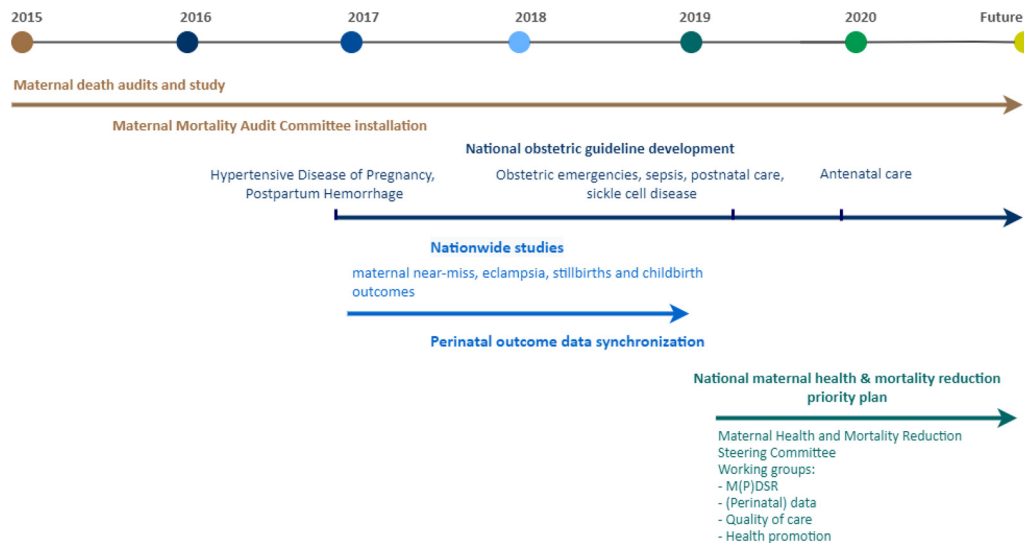 2015
2016
2017
2018
2019
2020
Future
Maternal death audits and study
Maternal Mortality Audit Committee installation
National obstetric guideline development
Hypertensive Disease of Pregnancy,
Postpartum Hemorrhage
Obstetric emergencies, sepsis, postnatal care,
sickle cell disease
Antenatal care
Nationwide studies
maternal near-miss, eclampsia, stillbirths and childbirth
outcomes
Perinatal outcome data synchronization
National maternal health & mortality reduction
priority plan
Maternal Health and Mortality Reduction
Steering Committee
Working groups:
- M(P)DSR
- (Perinatal) data
- Quality of care
- Health promotion